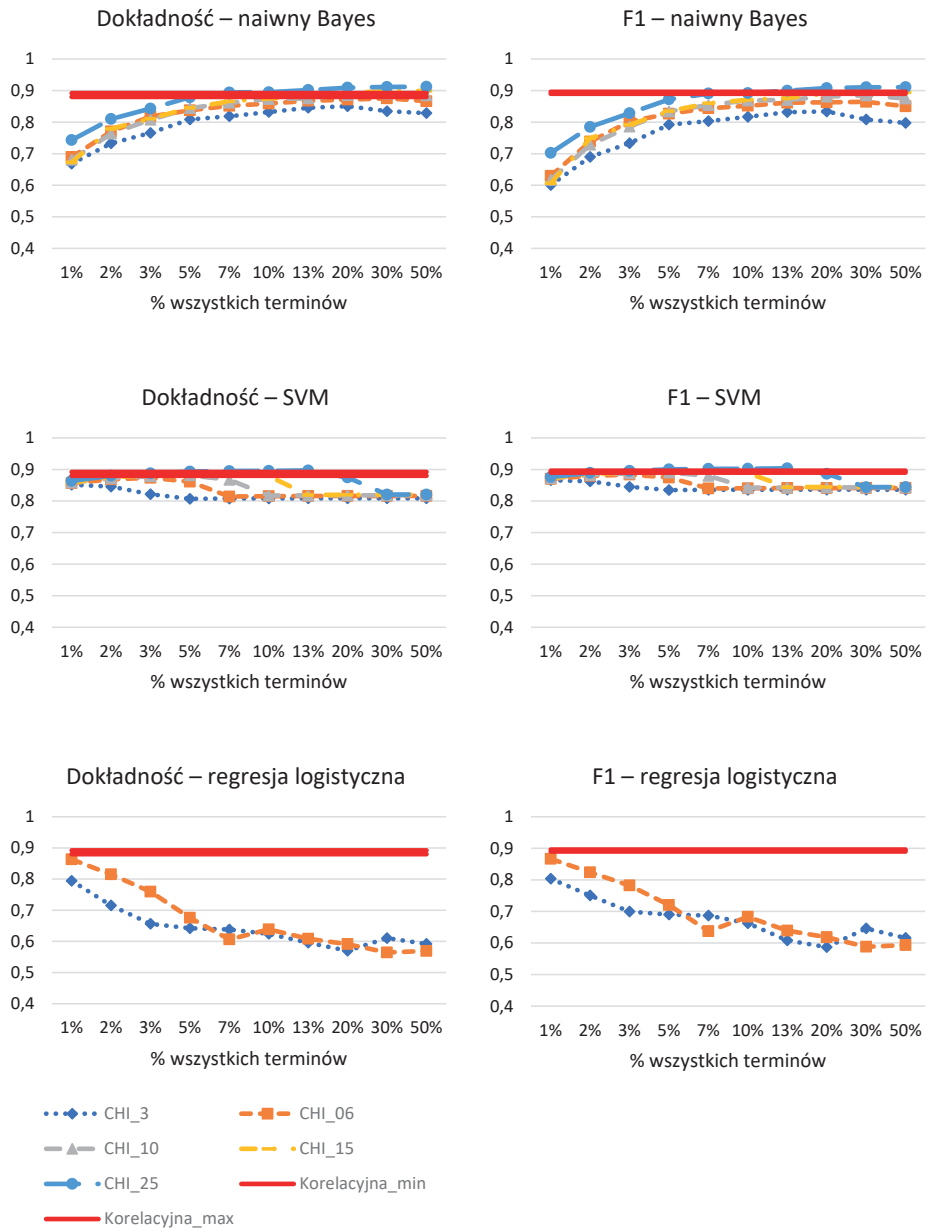 Dokładność – naiwny Bayes
1
0,9
0,8
0,7
0,6
0,5
0,4
1% 2% 3% 5% 7% 10% 13% 20% 30% 50%
% wszystkich terminów
F1 – naiwny Bayes
1
0,9
0,8
0,7
0,6
0,5
0,4
1% 2% 3% 5% 7% 10% 13% 20% 30% 50%
% wszystkich terminów
Dokładność – SVM
1
0,9
0,8
0,7
0,6
0,5
0,4
1% 2% 3% 5% 7% 10% 13% 20% 30% 50%
% wszystkich terminów
F1 – SVM
1
0,9
0,8
0,7
0,6
0,5
0,4
1% 2% 3% 5% 7% 10% 13% 20% 30% 50%
% wszystkich terminów
Dokładność – regresja logistyczna
1
0,9
0,8
0,7
0,6
0,5
0,4
1% 2% 3% 5% 7% 10% 13% 20% 30% 50%
% wszystkich terminów
F1 – regresja logistyczna
1
0,9
0,8
0,7
0,6
0,5
0,4
1% 2% 3% 5% 7% 10% 13% 20% 30% 50%
% wszystkich terminów
CHI_3
CHI_06
CHI_10
CHI_15
CHI_25
Korelacyjna_min
Korelacyjna_max